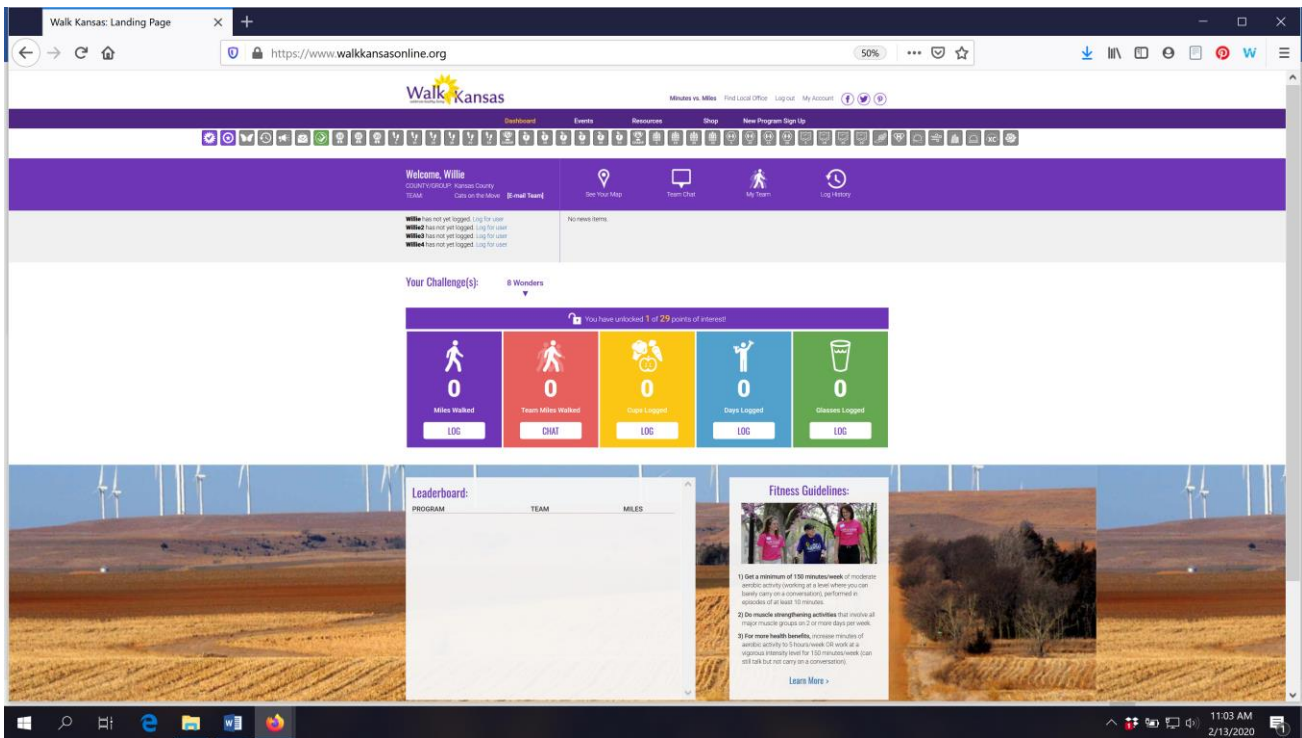 Walk Kansas: Landing Page
https://www.walkkansasonline.org
50%
Walk Kansas
Minutes vs. Miles Find Local Office Log out My Account
Dashboard Events Resources Shop New Program Sign Up
Welcome, Willie
COUNTY/GROUP: Kansas County
TEAM: Cats on the Move [E-mail Team]
See Your Map Team Chat My Team Log History
Willie has not yet logged. Log for user
Willie2 has not yet logged. Log for user
Willie3 has not yet logged. Log for user
Willie4 has not yet logged. Log for user
No news items.
Your Challenge(s): 8 Wonders
You have unlocked 1 of 29 points of interest!
0 0 0 0 0
Miles Walked Team Miles Walked Cups Logged Days Logged Glasses Logged
LOG CHAT LOG LOG LOG
Leaderboard:
PROGRAM TEAM MILES
Fitness Guidelines:
1) Get a minimum of 150 minutes/week of moderate
aerobic activity (working at a level where you can
barely carry on a conversation), performed in
episodes of at least 10 minutes.
2) Do muscle strengthening activities that involve all
major muscle groups on 2 or more days per week.
3) For more health benefits, increase minutes of
aerobic activity to 5 hours/week OR work at a
vigorous intensity level for 150 minutes/week (can
still talk but not carry on a conversation).
Learn More >
11:03 AM
2/13/2020